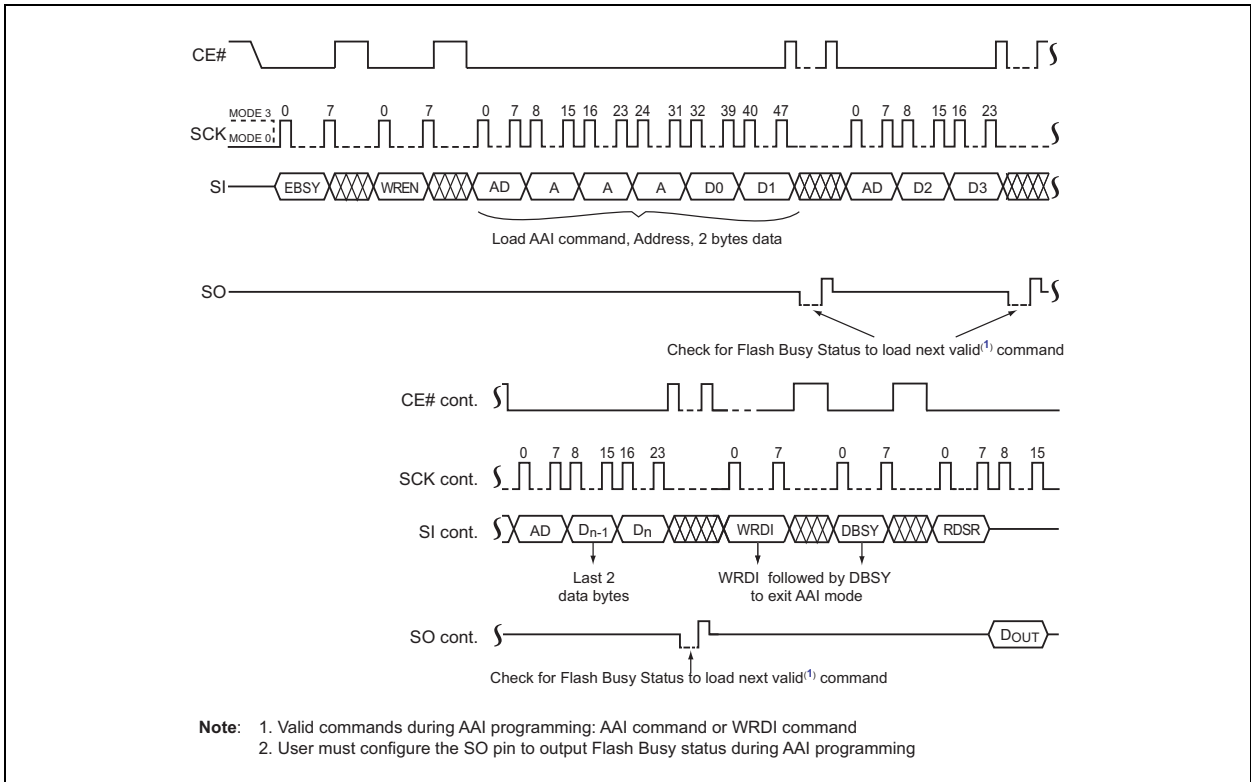 CE#
MODE 3
0 7 0 7 0 7 8 15 16 23 24 31 32 39 40 47 0 7 8 15 16 23
SCK
MODE 0
SI
EBSY WREN AD A A A D0 D1 AD D2 D3
Load AAI command, Address, 2 bytes data
SO
Check for Flash Busy Status to load next valid(1) command
CE# cont.
0 7 8 15 16 23 0 7 0 7 0 7 8 15
SCK cont.
SI cont.
AD Dn-1 Dn WRDI DBSY RDSR
Last 2
data bytes
WRDI followed by DBSY
to exit AAI mode
SO cont.
DOUT
Check for Flash Busy Status to load next valid(1) command
Note: 1. Valid commands during AAI programming: AAI command or WRDI command
2. User must configure the SO pin to output Flash Busy status during AAI programming